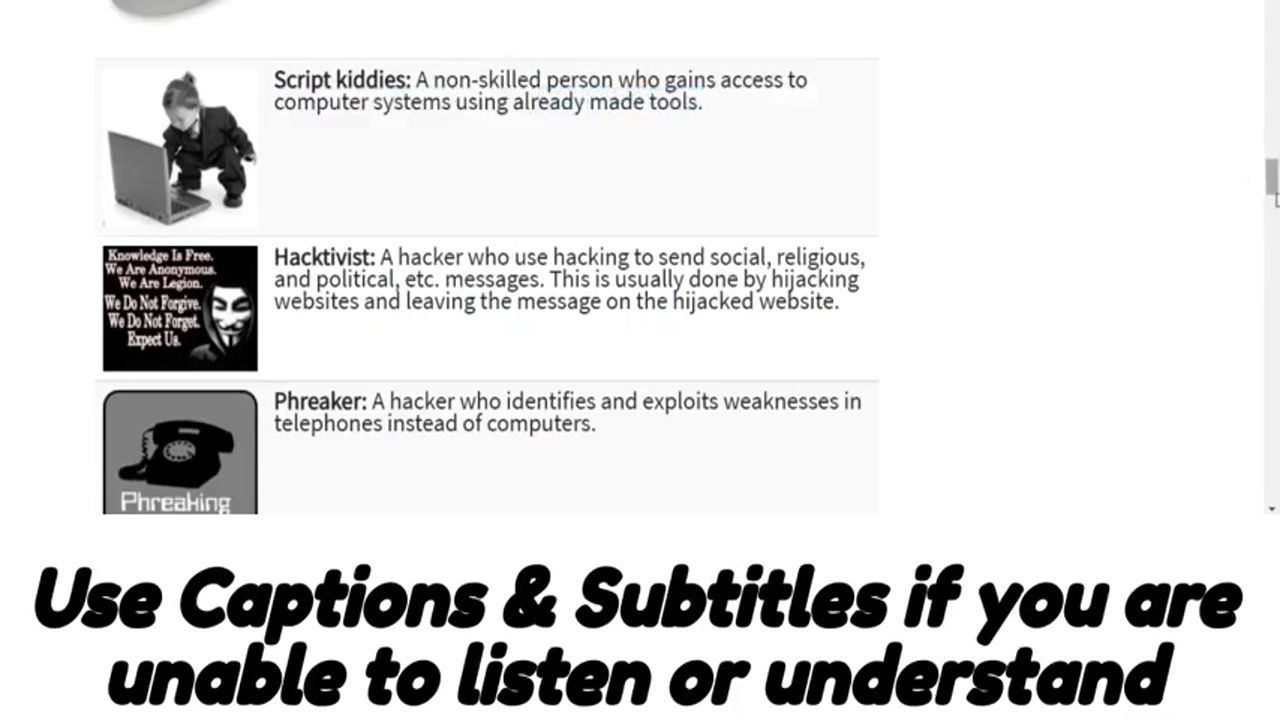 Script kiddies: A non-skilled person who gains access to
computer systems using already made tools.
Knowledge Is Free.
We Are Anonymous.
We Are Legion.
We Do Not Forgive.
We Do Not Forget.
Expect Us.
Hacktivist: A hacker who use hacking to send social, religious,
and political, etc. messages. This is usually done by hijacking
websites and leaving the message on the hijacked website.
Phreaker: A hacker who identifies and exploits weaknesses in
telephones instead of computers.
Phreaking
Use Captions & Subtitles if you are
unable to listen or understand